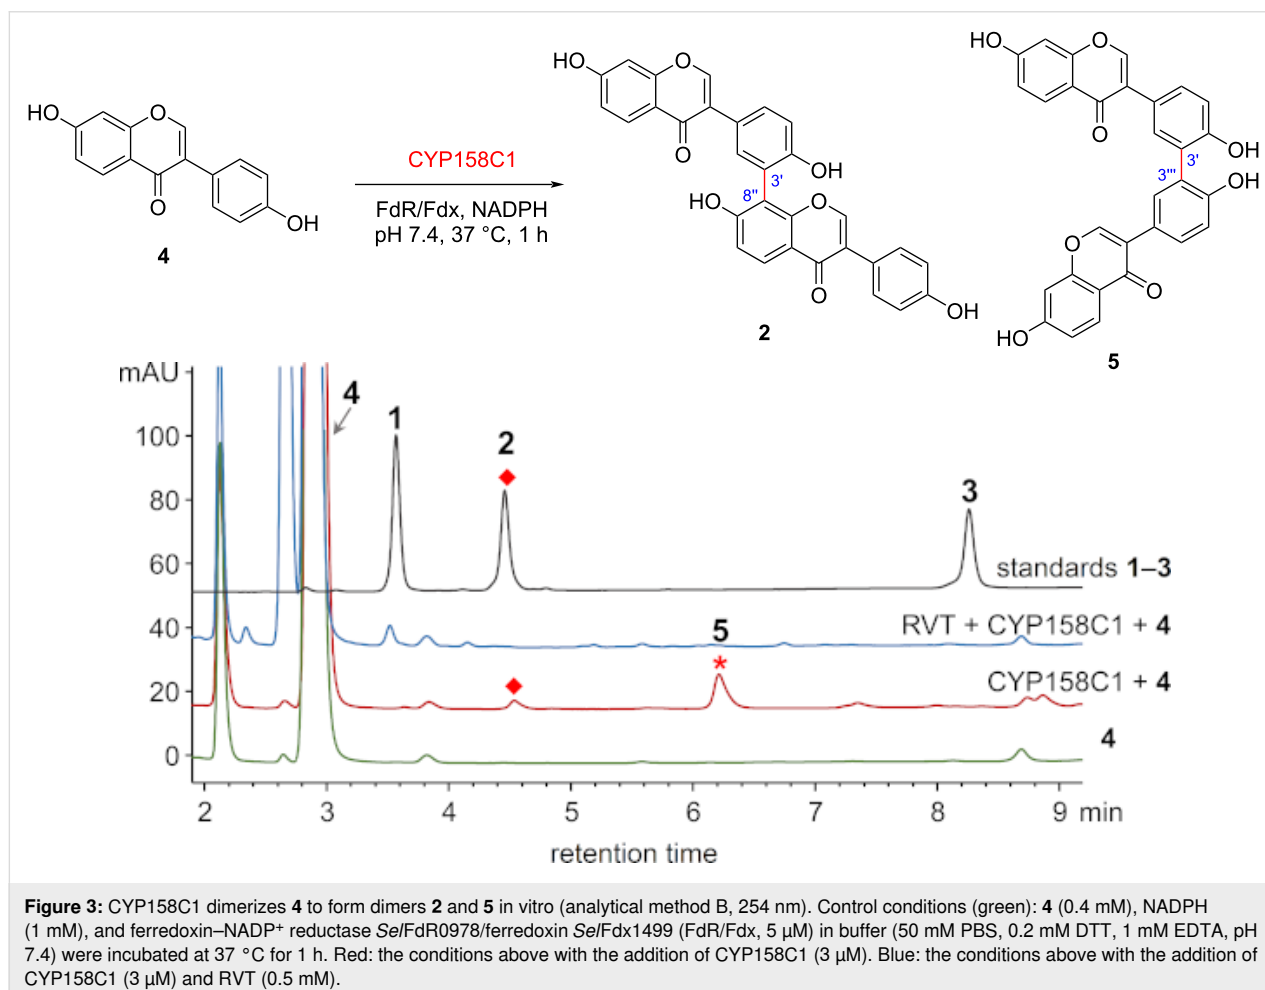 HO
O
O
OH
4
CYP158C1
FdR/Fdx, NADPH
pH 7.4, 37 °C, 1 h
HO
O
O
OH
3'
8"
HO
O
O
OH
2
HO
O
O
OH
3'
3'''
OH
O
O
HO
5
mAU
100
80
60
40
20
0
4
1
2
3
standards 1–3
RVT + CYP158C1 + 4
5
*
CYP158C1 + 4
4
2 3 4 5 6 7 8 9 min
retention time
Figure 3: CYP158C1 dimerizes 4 to form dimers 2 and 5 in vitro (analytical method B, 254 nm). Control conditions (green): 4 (0.4 mM), NADPH
(1 mM), and ferredoxin–NADP⁺ reductase SelFdR0978/ferredoxin SelFdx1499 (FdR/Fdx, 5 μM) in buffer (50 mM PBS, 0.2 mM DTT, 1 mM EDTA, pH
7.4) were incubated at 37 °C for 1 h. Red: the conditions above with the addition of CYP158C1 (3 μM). Blue: the conditions above with the addition of
CYP158C1 (3 μM) and RVT (0.5 mM).